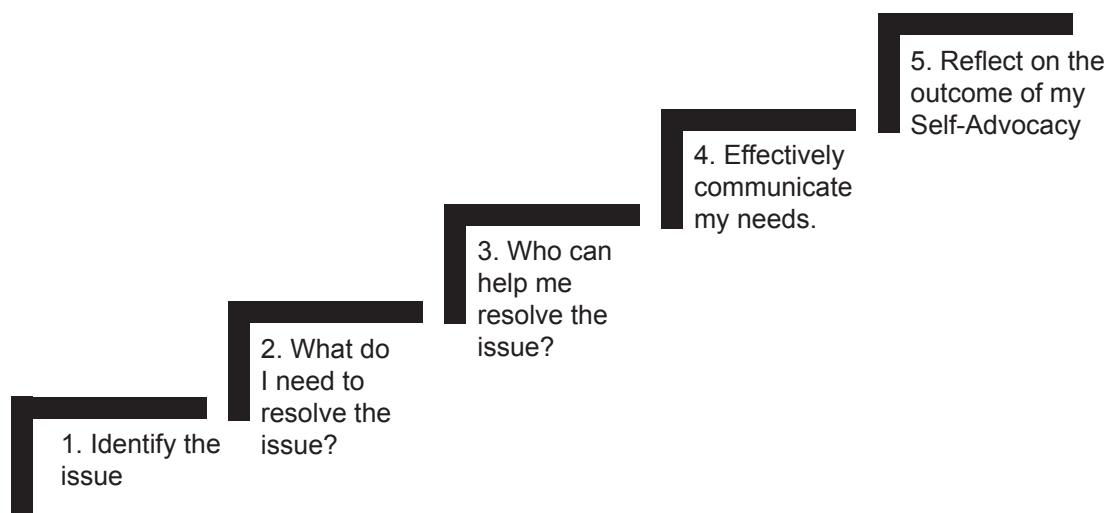 1. Identify the
issue
2. What do
I need to
resolve the
issue?
3. Who can
help me
resolve the
issue?
4. Effectively
communicate
my needs.
5. Reflect on the
outcome of my
Self-Advocacy